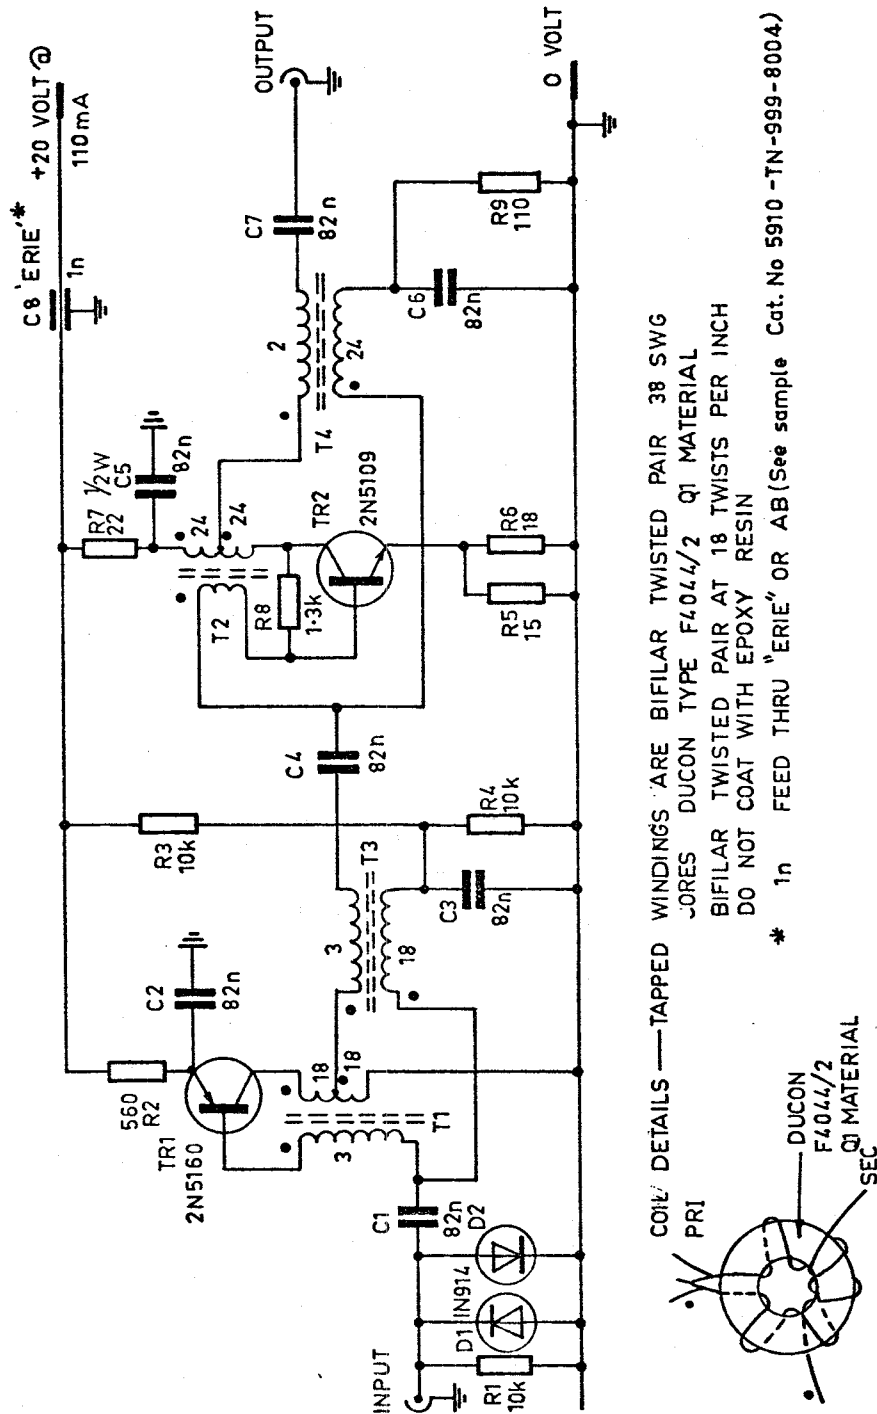 C8 'ERIE'*
1n
+20 VOLT @
110mA
OUTPUT
C7
82n
0 VOLT
R9
110
C6
82n
2
24
T4
R7 ½W
22
C5
82n
24
24
T2
R8
1·3k
TR2
2N5109
R6
18
R5
15
C4
82n
R3
10k
R4
10k
T3
3
18
C3
82n
C2
82n
560
R2
TR1
2N5160
18
18
T1
3
C1
82n
D2
IN914
D1
INPUT
R1
10k
COIL DETAILS — TAPPED WINDINGS ARE BIFILAR TWISTED PAIR 38 SWG
CORES DUCON TYPE F4044/2 Q1 MATERIAL
BIFILAR TWISTED PAIR AT 18 TWISTS PER INCH
DO NOT COAT WITH EPOXY RESIN
* 1n FEED THRU "ERIE" OR AB (See sample Cat. No 5910-TN-999-8004)
PRI
DUCON
F4044/2
Q1 MATERIAL
SEC